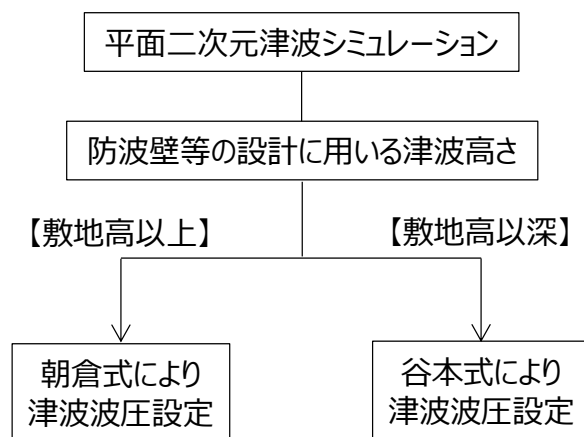 平面二次元津波シミュレーション
防波壁等の設計に用いる津波高さ
【敷地高以上】
【敷地高以深】
朝倉式により
津波波圧設定
谷本式により
津波波圧設定